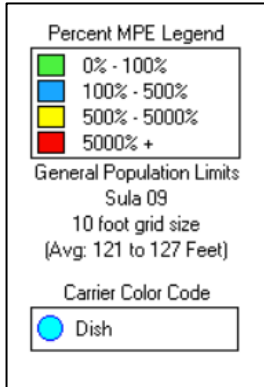 Percent MPE Legend
0% - 100%
100% - 500%
500% - 5000%
5000% +
General Population Limits
Sula 09
10 foot grid size
(Avg: 121 to 127 Feet)
Carrier Color Code
Dish